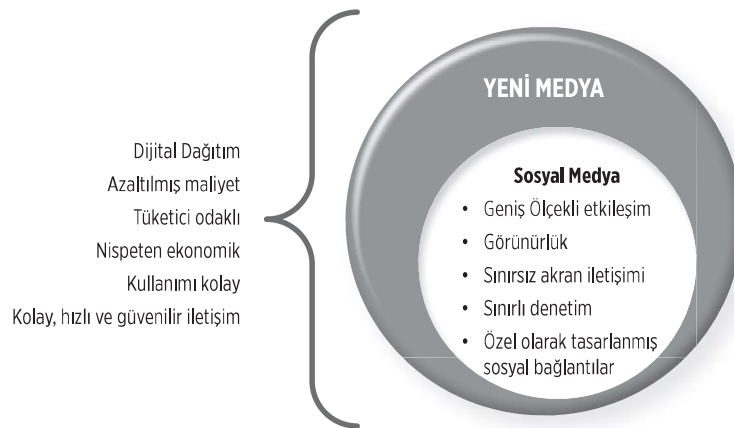 Dijital Dağıtım
Azaltılmış maliyet
Tüketici odaklı
Nispeten ekonomik
Kullanımı kolay
Kolay, hızlı ve güvenilir iletişim
YENİ MEDYA
Sosyal Medya
• Geniş Ölçekli etkileşim
• Görünürlük
• Sınırsız akran iletişimi
• Sınırlı denetim
• Özel olarak tasarlanmış
sosyal bağlantılar